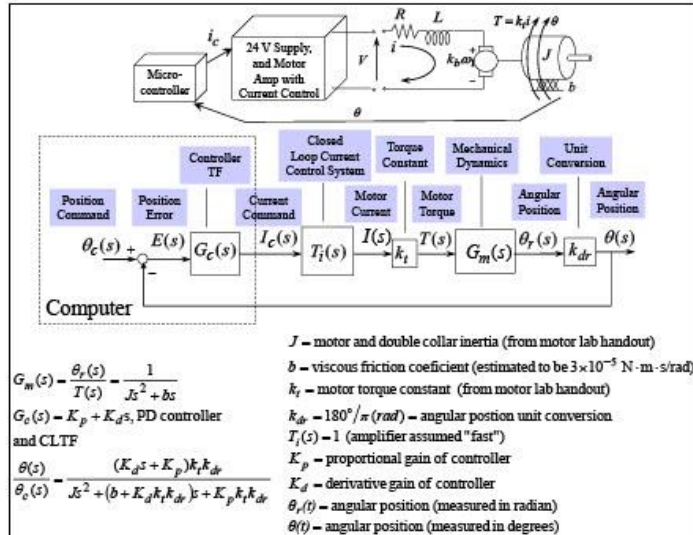 i_c
24 V Supply,
and Motor
Amp with
Current Control
Micro-
controller
R
L
V
i
k_b ω
+
−
T = k_t i
θ
J
b
θ
Closed
Loop Current
Control System
Controller
TF
Torque
Constant
Mechanical
Dynamics
Unit
Conversion
Position
Command
Position
Error
Current
Command
Motor
Current
Motor
Torque
Angular
Position
Angular
Position
θ_c(s) + − E(s) G_c(s) I_c(s) T_i(s) I(s) k_t T(s) G_m(s) θ_r(s) k_dr θ(s)
Computer
G_m(s) = θ_r(s)/T(s) = 1/(Js² + bs)
G_c(s) = K_p + K_d s, PD controller
and CLTF
θ(s)/θ_c(s) = (K_d s + K_p)k_t k_dr/(Js² + (b + K_d k_t k_dr)s + K_p k_t k_dr)
J = motor and double collar inertia (from motor lab handout)
b = viscous friction coeficient (estimated to be 3×10⁻⁵ N·m·s/rad)
k_t = motor torque constant (from motor lab handout)
k_dr = 180°/π(rad) = angular postion unit conversion
T_i(s) = 1 (amplifier assumed "fast")
K_p = proportional gain of controller
K_d = derivative gain of controller
θ_r(t) = angular position (measured in radian)
θ(t) = angular position (measured in degrees)